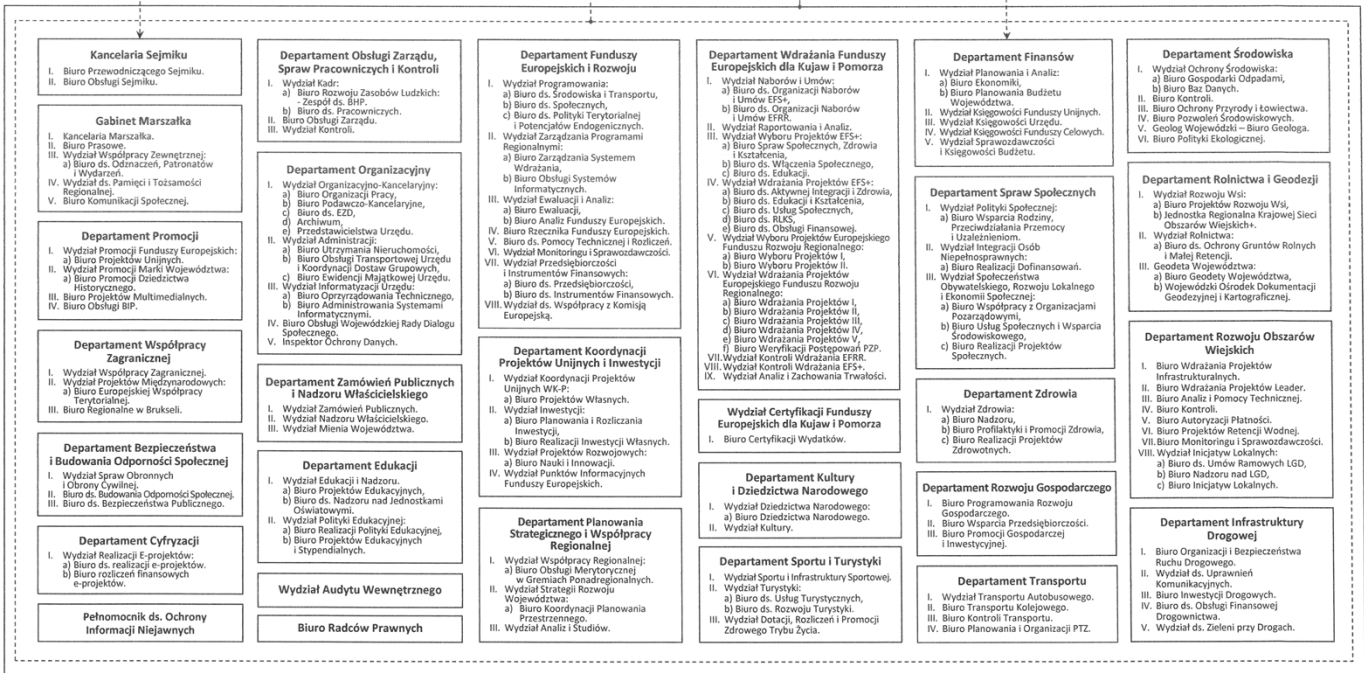 Kancelaria Sejmiku
I. Biuro Przewodniczącego Sejmiku.
II. Biuro Obsługi Sejmiku.
Gabinet Marszałka
I. Kancelaria Marszałka.
II. Biuro Prasowe.
III. Wydział Współpracy Zewnętrznej:
a) Biuro ds. Odznaczeń, Patronatów
i Wydarzeń.
IV. Wydział ds. Pamięci i Tożsamości
Regionalnej.
V. Biuro Komunikacji Społecznej.
Departament Promocji
I. Wydział Promocji Funduszy Europejskich:
a) Biuro Projektów Unijnych.
II. Wydział Promocji Marki Województwa:
a) Biuro Promocji Dziedzictwa
Historycznego.
III. Biuro Projektów Multimedialnych.
IV. Biuro Obsługi BIP.
Departament Współpracy
Zagranicznej
I. Wydział Współpracy Zagranicznej.
II. Wydział Projektów Międzynarodowych:
a) Biuro Europejskiej Współpracy
Terytorialnej.
III. Biuro Regionalne w Brukseli.
Departament Bezpieczeństwa
i Budowania Odporności Społecznej
I. Wydział Spraw Obronnych
i Obrony Cywilnej.
II. Biuro ds. Budowania Odporności Społecznej.
III. Biuro ds. Bezpieczeństwa Publicznego.
Departament Cyfryzacji
I. Wydział Realizacji E-projektów:
a) Biuro ds. realizacji e-projektów.
b) Biuro rozliczeń finansowych
e-projektów.
Pełnomocnik ds. Ochrony
Informacji Niejawnych
Departament Obsługi Zarządu,
Spraw Pracowniczych i Kontroli
I. Wydział Kadr:
a) Biuro Rozwoju Zasobów Ludzkich:
- Zespół ds. BHP.
b) Biuro ds. Pracowniczych.
II. Biuro Obsługi Zarządu.
III. Wydział Kontroli.
Departament Organizacyjny
I. Wydział Organizacyjno-Kancelaryjny:
a) Biuro Organizacji Pracy,
b) Biuro Podawczo-Kancelaryjne,
c) Biuro ds. EZD,
d) Archiwum,
e) Przedstawicielstwa Urzędu.
II. Wydział Administracji:
a) Biuro Utrzymania Nieruchomości,
b) Biuro Obsługi Transportowej Urzędu
i Koordynacji Dostaw Grupowych,
c) Biuro Ewidencji Majątkowej Urzędu.
III. Wydział Informatyzacji Urzędu:
a) Biuro Oprzyrządowania Technicznego,
b) Biuro Administrowania Systemami
Informatycznymi.
IV. Biuro Obsługi Wojewódzkiej Rady Dialogu
Społecznego.
V. Inspektor Ochrony Danych.
Departament Zamówień Publicznych
i Nadzoru Właścicielskiego
I. Wydział Zamówień Publicznych.
II. Wydział Nadzoru Właścicielskiego.
III. Wydział Mienia Województwa.
Departament Edukacji
I. Wydział Edukacji i Nadzoru.
a) Biuro Projektów Edukacyjnych,
b) Biuro ds. Nadzoru nad Jednostkami
Oświatowymi.
II. Wydział Polityki Edukacyjnej:
a) Biuro Realizacji Polityki Edukacyjnej,
b) Biuro Projektów Edukacyjnych
i Stypendialnych.
Wydział Audytu Wewnętrznego
Biuro Radców Prawnych
Departament Funduszy
Europejskich i Rozwoju
I. Wydział Programowania:
a) Biuro ds. Środowiska i Transportu,
b) Biuro ds. Społecznych,
c) Biuro ds. Polityki Terytorialnej
i Potencjałów Endogenicznych.
II. Wydział Zarządzania Programami
Regionalnymi:
a) Biuro Zarządzania Systemem
Wdrażania,
b) Biuro Obsługi Systemów
Informatycznych.
III. Wydział Ewaluacji i Analiz:
a) Biuro Ewaluacji,
b) Biuro Analiz Funduszy Europejskich.
IV. Biuro Rzecznika Funduszy Europejskich.
V. Biuro ds. Pomocy Technicznej i Rozliczeń.
VI. Wydział Monitoringu i Sprawozdawczości.
VII. Wydział Przedsiębiorczości
i Instrumentów Finansowych:
a) Biuro ds. Przedsiębiorczości,
b) Biuro ds. Instrumentów Finansowych.
VIII. Wydział ds. Współpracy z Komisją
Europejską.
Departament Koordynacji
Projektów Unijnych i Inwestycji
I. Wydział Koordynacji Projektów
Unijnych WK-P:
a) Biuro Projektów Własnych.
II. Wydział Inwestycji:
a) Biuro Planowania i Rozliczania
Inwestycji,
b) Biuro Realizacji Inwestycji Własnych.
III. Wydział Projektów Rozwojowych:
a) Biuro Nauki i Innowacji.
IV. Wydział Punktów Informacyjnych
Funduszy Europejskich.
Departament Planowania
Strategicznego i Współpracy
Regionalnej
I. Wydział Współpracy Regionalnej:
a) Biuro Obsługi Merytorycznej
w Gremiach Ponadregionalnych.
II. Wydział Strategii Rozwoju
Województwa:
a) Biuro Koordynacji Planowania
Przestrzennego.
III. Wydział Analiz i Studiów.
Departament Wdrażania Funduszy
Europejskich dla Kujaw i Pomorza
I. Wydział Naborów i Umów:
a) Biuro ds. Organizacji Naborów
i Umów EFS+,
b) Biuro ds. Organizacji Naborów
i Umów EFRR.
II. Wydział Raportowania i Analiz.
III. Wydział Wyboru Projektów EFS+:
a) Biuro Spraw Społecznych, Zdrowia
i Kształcenia,
b) Biuro ds. Włączenia Społecznego,
c) Biuro ds. Edukacji.
IV. Wydział Wdrażania Projektów EFS+:
a) Biuro ds. Aktywnej Integracji i Zdrowia,
b) Biuro ds. Edukacji i Kształcenia,
c) Biuro ds. Usług Społecznych,
d) Biuro ds. RLKS,
e) Biuro ds. Obsługi Finansowej.
V. Wydział Wyboru Projektów Europejskiego
Funduszu Rozwoju Regionalnego:
a) Biuro Wyboru Projektów I,
b) Biuro Wyboru Projektów II.
VI. Wydział Wdrażania Projektów
Europejskiego Funduszu Rozwoju
Regionalnego:
a) Biuro Wdrażania Projektów I,
b) Biuro Wdrażania Projektów II,
c) Biuro Wdrażania Projektów III,
d) Biuro Wdrażania Projektów IV,
e) Biuro Wdrażania Projektów V,
f) Biuro Weryfikacji Postępowań PZP.
VII. Wydział Kontroli Wdrażania EFRR.
VIII. Wydział Kontroli Wdrażania EFS+.
IX. Wydział Analiz i Zachowania Trwałości.
Wydział Certyfikacji Funduszy
Europejskich dla Kujaw i Pomorza
I. Biuro Certyfikacji Wydatków.
Departament Kultury
i Dziedzictwa Narodowego
I. Wydział Dziedzictwa Narodowego:
a) Biuro Dziedzictwa Narodowego.
II. Wydział Kultury.
Departament Sportu i Turystyki
I. Wydział Sportu i Infrastruktury Sportowej.
II. Wydział Turystyki:
a) Biuro ds. Usług Turystycznych,
b) Biuro ds. Rozwoju Turystyki.
III. Wydział Dotacji, Rozliczeń i Promocji
Zdrowego Trybu Życia.
Departament Finansów
I. Wydział Planowania i Analiz:
a) Biuro Ekonomiki,
b) Biuro Planowania Budżetu
Województwa.
II. Wydział Księgowości Funduszy Unijnych.
III. Wydział Księgowości Urzędu.
IV. Wydział Księgowości Funduszy Celowych.
V. Wydział Sprawozdawczości
i Księgowości Budżetu.
Departament Spraw Społecznych
I. Wydział Polityki Społecznej:
a) Biuro Wsparcia Rodziny,
Przeciwdziałania Przemocy
i Uzależnieniom.
II. Wydział Integracji Osób
Niepełnosprawnych:
a) Biuro Realizacji Dofinansowań.
III. Wydział Społeczeństwa
Obywatelskiego, Rozwoju Lokalnego
i Ekonomii Społecznej:
a) Biuro Współpracy z Organizacjami
Pozarządowymi,
b) Biuro Usług Społecznych i Wsparcia
Środowiskowego,
c) Biuro Realizacji Projektów
Społecznych.
Departament Zdrowia
I. Wydział Zdrowia:
a) Biuro Nadzoru,
b) Biuro Profilaktyki i Promocji Zdrowia,
c) Biuro Realizacji Projektów
Zdrowotnych.
Departament Rozwoju Gospodarczego
I. Biuro Programowania Rozwoju
Gospodarczego.
II. Biuro Wsparcia Przedsiębiorczości.
III. Biuro Promocji Gospodarczej
i Inwestycyjnej.
Departament Transportu
I. Wydział Transportu Autobusowego.
II. Biuro Transportu Kolejowego.
III. Biuro Kontroli Transportu.
IV. Biuro Planowania i Organizacji PTZ.
Departament Środowiska
I. Wydział Ochrony Środowiska:
a) Biuro Gospodarki Odpadami,
b) Biuro Baz Danych.
II. Biuro Kontroli.
III. Biuro Ochrony Przyrody i Łowiectwa.
IV. Biuro Pozwoleń Środowiskowych.
V. Geolog Wojewódzki – Biuro Geologa.
VI. Biuro Polityki Ekologicznej.
Departament Rolnictwa i Geodezji
I. Wydział Rozwoju Wsi:
a) Biuro Projektów Rozwoju Wsi,
b) Jednostka Regionalna Krajowej Sieci
Obszarów Wiejskich+.
II. Wydział Rolnictwa:
a) Biuro ds. Ochrony Gruntów Rolnych
i Małej Retencji.
III. Geodeta Województwa:
a) Biuro Geodety Województwa,
b) Wojewódzki Ośrodek Dokumentacji
Geodezyjnej i Kartograficznej.
Departament Rozwoju Obszarów
Wiejskich
I. Biuro Wdrażania Projektów
Infrastrukturalnych.
II. Biuro Wdrażania Projektów Leader.
III. Biuro Analiz i Pomocy Technicznej.
IV. Biuro Kontroli.
V. Biuro Autoryzacji Płatności.
VI. Biuro Projektów Retencji Wodnej.
VII. Biuro Monitoringu i Sprawozdawczości.
VIII. Wydział Inicjatyw Lokalnych:
a) Biuro ds. Umów Ramowych LGD,
b) Biuro Nadzoru nad LGD,
c) Biuro Inicjatyw Lokalnych.
Departament Infrastruktury
Drogowej
I. Biuro Organizacji i Bezpieczeństwa
Ruchu Drogowego.
II. Wydział ds. Uprawnień
Komunikacyjnych.
III. Biuro Inwestycji Drogowych.
IV. Biuro ds. Obsługi Finansowej
Drogownictwa.
V. Wydział ds. Zieleni przy Drogach.